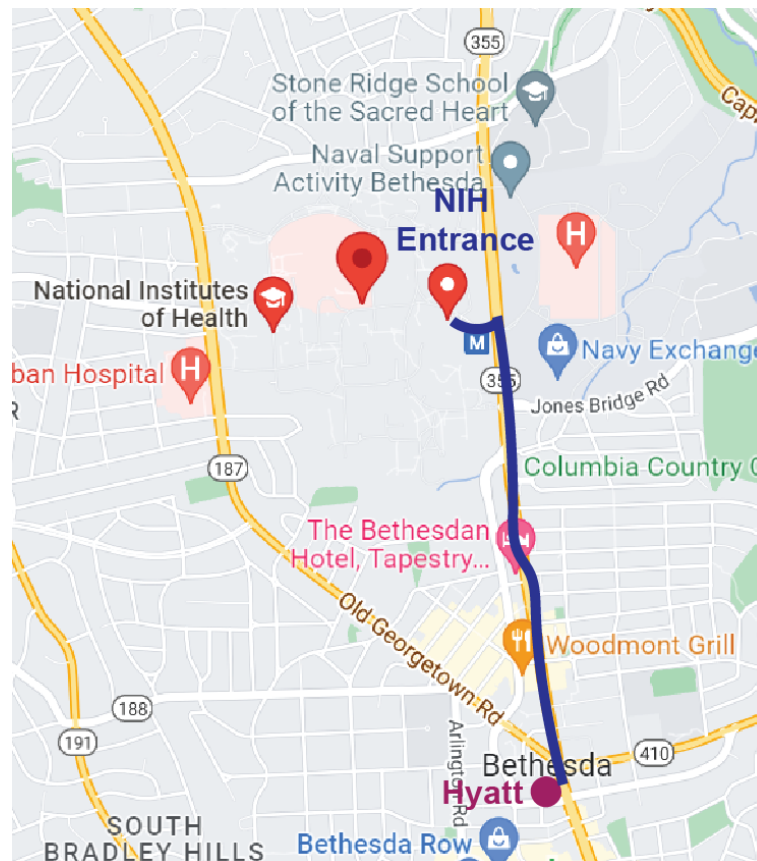 355
Stone Ridge School
of the Sacred Heart
Capi
Naval Support
Activity Bethesda
NIH
Entrance
H
National Institutes
of Health
M
Navy Exchange
ban Hospital
H
355
Jones Bridge Rd
R
187
Columbia Country C
The Bethesdan
Hotel, Tapestry...
Old Georgetown Rd
Woodmont Grill
188
191
Arlington Rd
410
Bethesda
Hyatt
SOUTH
BRADLEY HILLS
Bethesda Row